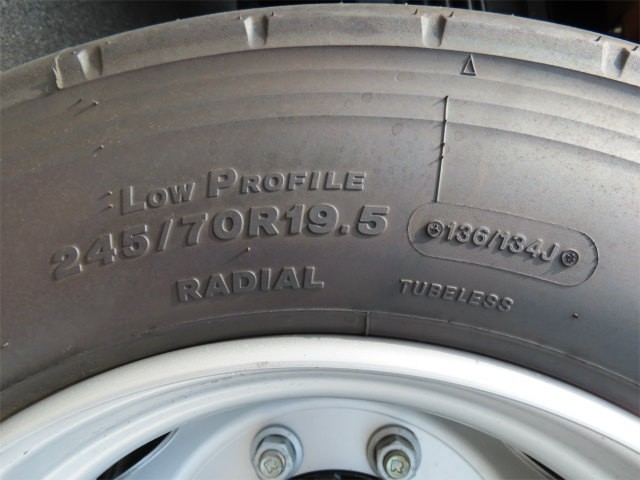 LOW PROFILE
245/70R19.5
136/134J
RADIAL
TUBELESS